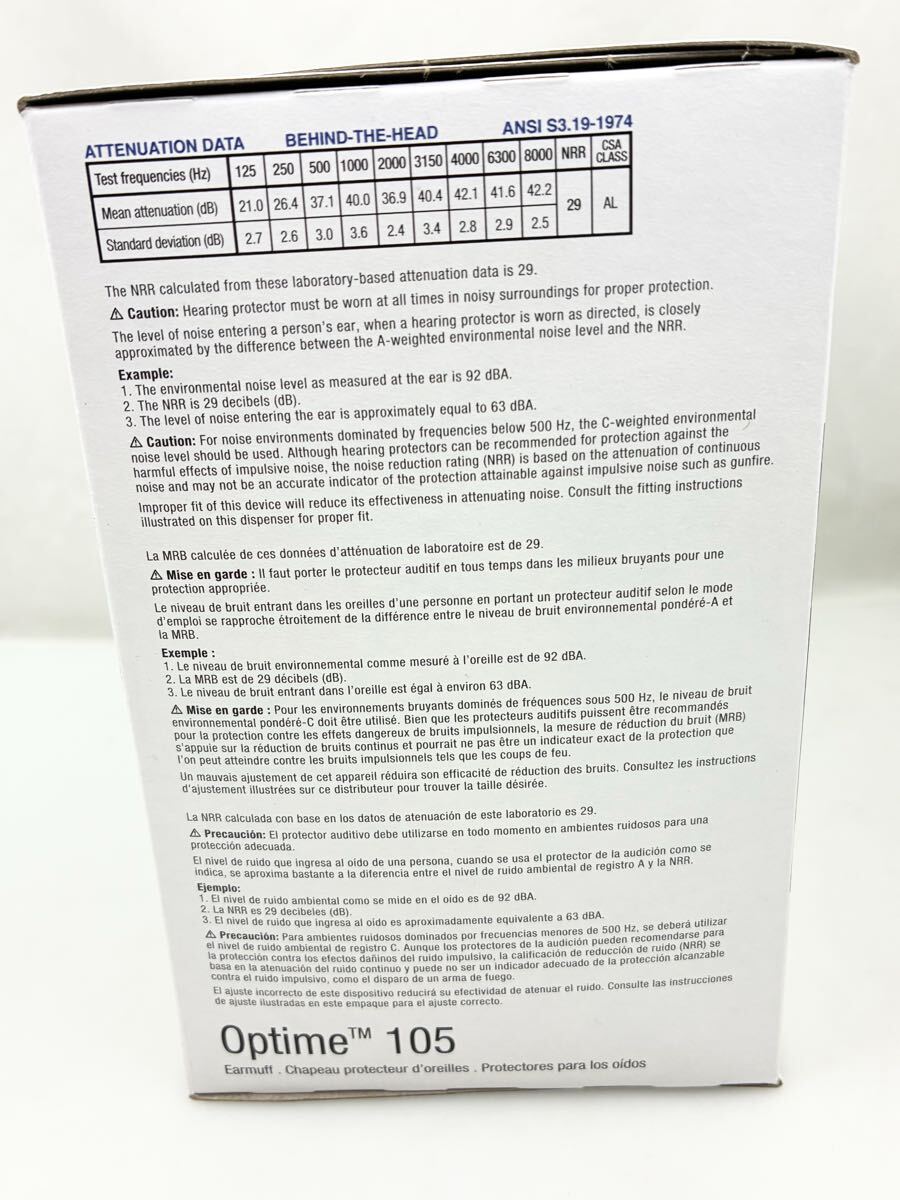 ATTENUATION DATA BEHIND-THE-HEAD ANSI S3.19-1974
Test frequencies (Hz) 125 250 500 1000 2000 3150 4000 6300 8000 NRR CSA CLASS
Mean attenuation (dB) 21.0 26.4 37.1 40.0 36.9 40.4 42.1 41.6 42.2 29 AL
Standard deviation (dB) 2.7 2.6 3.0 3.6 2.4 3.4 2.8 2.9 2.5
The NRR calculated from these laboratory-based attenuation data is 29.
⚠ Caution: Hearing protector must be worn at all times in noisy surroundings for proper protection.
The level of noise entering a person's ear, when a hearing protector is worn as directed, is closely
approximated by the difference between the A-weighted environmental noise level and the NRR.
Example:
1. The environmental noise level as measured at the ear is 92 dBA.
2. The NRR is 29 decibels (dB).
3. The level of noise entering the ear is approximately equal to 63 dBA.
⚠ Caution: For noise environments dominated by frequencies below 500 Hz, the C-weighted environmental
noise level should be used. Although hearing protectors can be recommended for protection against the
harmful effects of impulsive noise, the noise reduction rating (NRR) is based on the attenuation of continuous
noise and may not be an accurate indicator of the protection attainable against impulsive noise such as gunfire.
Improper fit of this device will reduce its effectiveness in attenuating noise. Consult the fitting instructions
illustrated on this dispenser for proper fit.
La MRB calculée de ces données d'atténuation de laboratoire est de 29.
⚠ Mise en garde : Il faut porter le protecteur auditif en tous temps dans les milieux bruyants pour une
protection appropriée.
Le niveau de bruit entrant dans les oreilles d'une personne en portant un protecteur auditif selon le mode
d'emploi se rapproche étroitement de la différence entre le niveau de bruit environmental pondéré-A et
la MRB.
Exemple :
1. Le niveau de bruit environnemental comme mesuré à l'oreille est de 92 dBA.
2. La MRB est de 29 décibels (dB).
3. Le niveau de bruit entrant dans l'oreille est égal à environ 63 dBA.
⚠ Mise en garde : Pour les environments bruyants dominés de fréquences sous 500 Hz, le niveau de bruit
environmental pondéré-C doit être utilisé. Bien que les protecteurs auditifs puissent être recommandés
pour la protection contre les effets dangereux de bruits impulsionnels, la mesure de réduction du bruit (MRB)
s'appuie sur la réduction de bruits continus et pourrait ne pas être un indicateur exact de la protection que
l'on peut atteindre contre les bruits impulsionnels tels que les coups de feu.
Un mauvais ajustement de cet appareil réduira son efficacité de réduction des bruits. Consultez les instructions
d'ajustement illustrées sur ce distributeur pour trouver la taille désirée.
La NRR calculada con base en los datos de atenuación de este laboratorio es 29.
⚠ Precaución: El protector auditivo debe utilizarse en todo momento en ambientes ruidosos para una
protección adecuada.
El nivel de ruido que ingresa al oido de una persona, cuando se usa el protector de la audición como se
indica, se aproxima bastante a la diferencia entre el nivel de ruido ambiental de registro A y la NRR.
Ejemplo:
1. El nivel de ruido ambiental como se mide en el oído es de 92 dBA.
2. La NRR es 29 decibeles (dB).
3. El nivel de ruido que ingresa al oído es aproximadamente equivalente a 63 dBA.
⚠ Precaución: Para ambientes ruidosos dominados por frecuencias menores de 500 Hz, se deberá utilizar
el nivel de ruido ambiental de registro C. Aunque los protectores de la audición pueden recomendarse para
la protección contra los efectos dañinos del ruido impulsivo, la calificación de reducción de ruido (NRR) se
basa en la atenuación del ruido continuo y puede no ser un indicador adecuado de la protección alcanzable
contra el ruido impulsivo, como el disparo de un arma de fuego.
El ajuste incorrecto de este dispositivo reducirá su efectividad de atenuar el ruido. Consulte las instrucciones
de ajuste ilustradas en este empaque para el ajuste correcto.
Optime™ 105
Earmuff . Chapeau protecteur d'oreilles . Protectores para los oídos